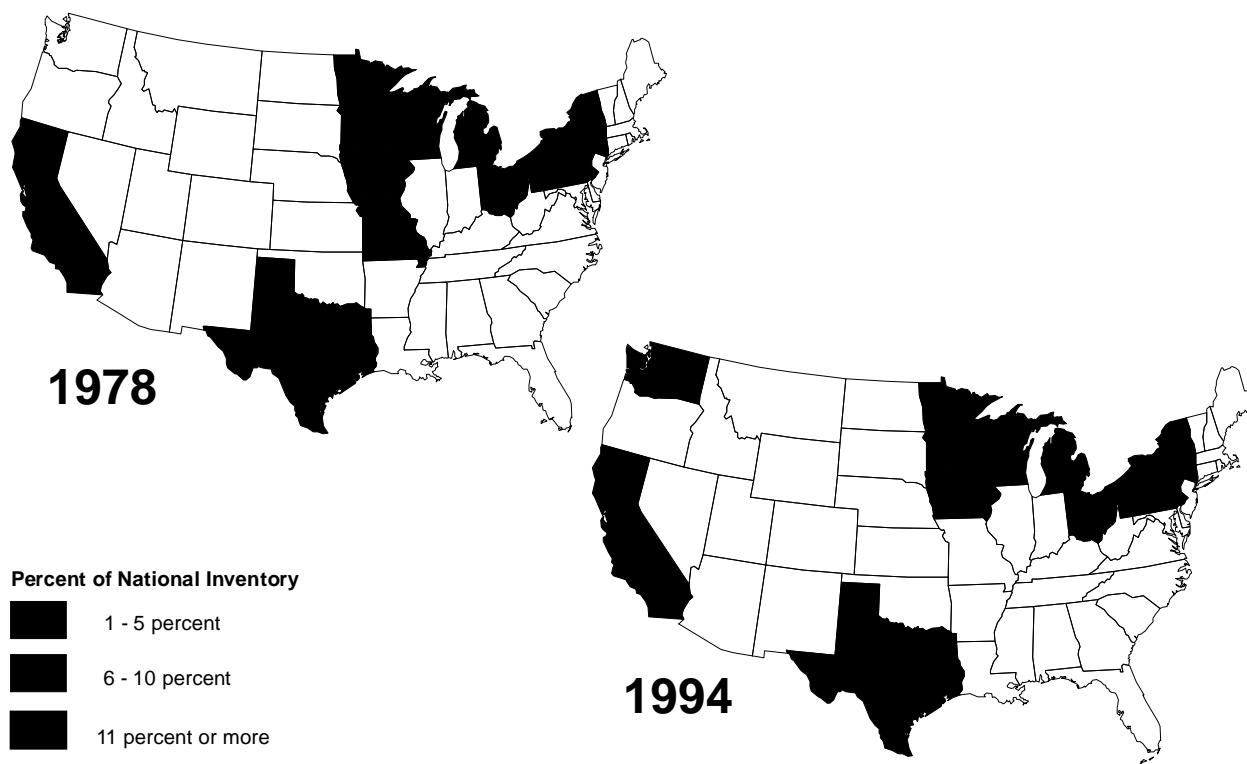 1978
1994
Percent of National Inventory
1 - 5 percent
6 - 10 percent
11 percent or more